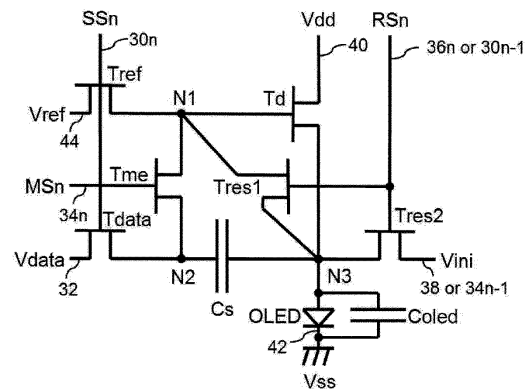 SSn
Vdd
RSn
30n
40
36n or 30n-1
Tref
N1
Td
Vref
44
Tme
Tres1
MSn
34n
Tdata
Tres2
Vdata
N2
N3
Vini
32
Cs
38 or 34n-1
OLED
Coled
42
Vss